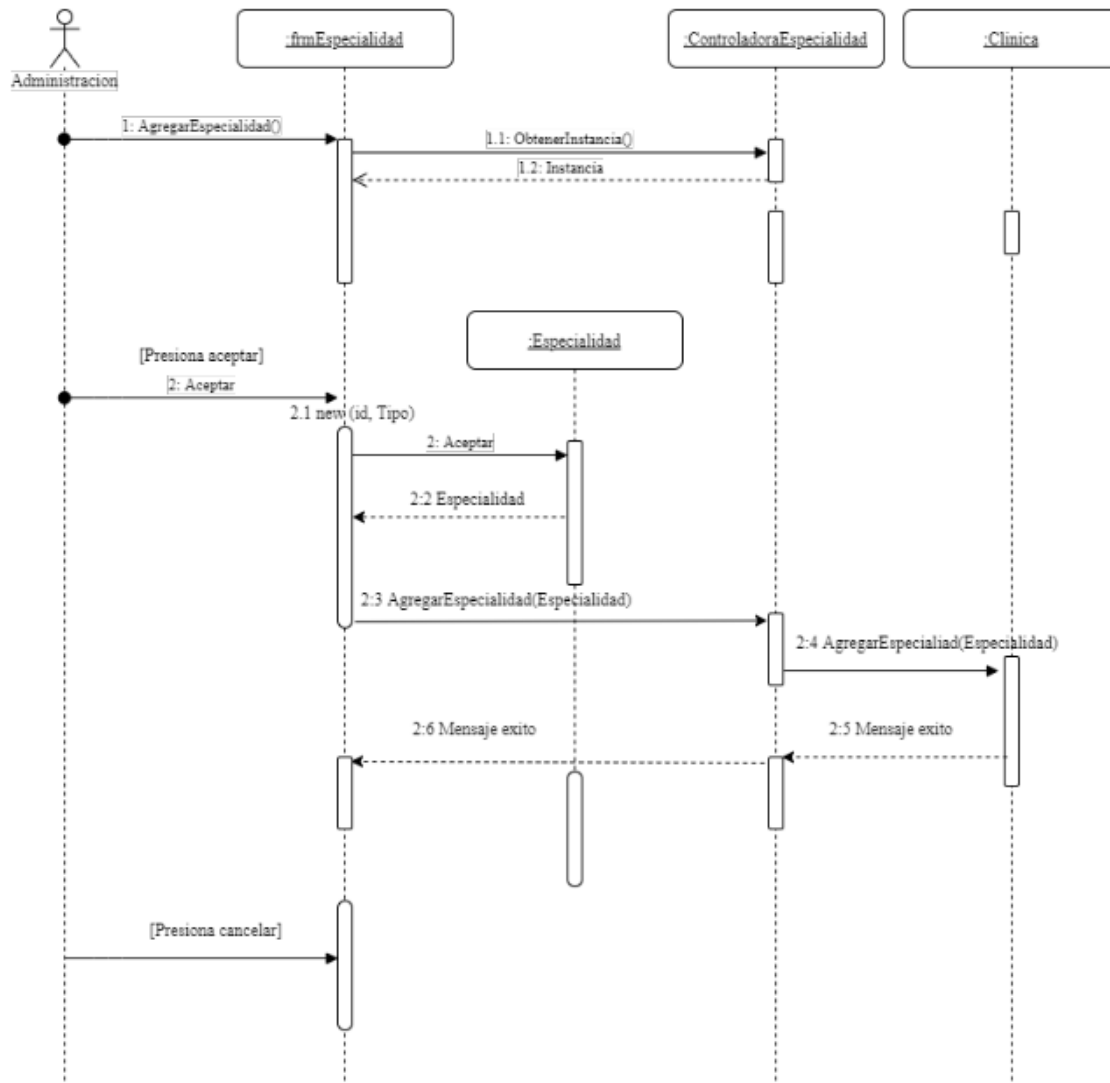 :frmEspecialidad
:ControladoraEspecialidad
:Clinica
Administracion
1: AgregarEspecialidad()
1.1: ObtenerInstancia()
1.2: Instancia
:Especialidad
[Presiona aceptar]
2: Aceptar
2.1 new (id, Tipo)
2: Aceptar
2:2 Especialidad
2:3 AgregarEspecialidad(Especialidad)
2:4 AgregarEspecialiad(Especialidad)
2:6 Mensaje exito
2:5 Mensaje exito
[Presiona cancelar]